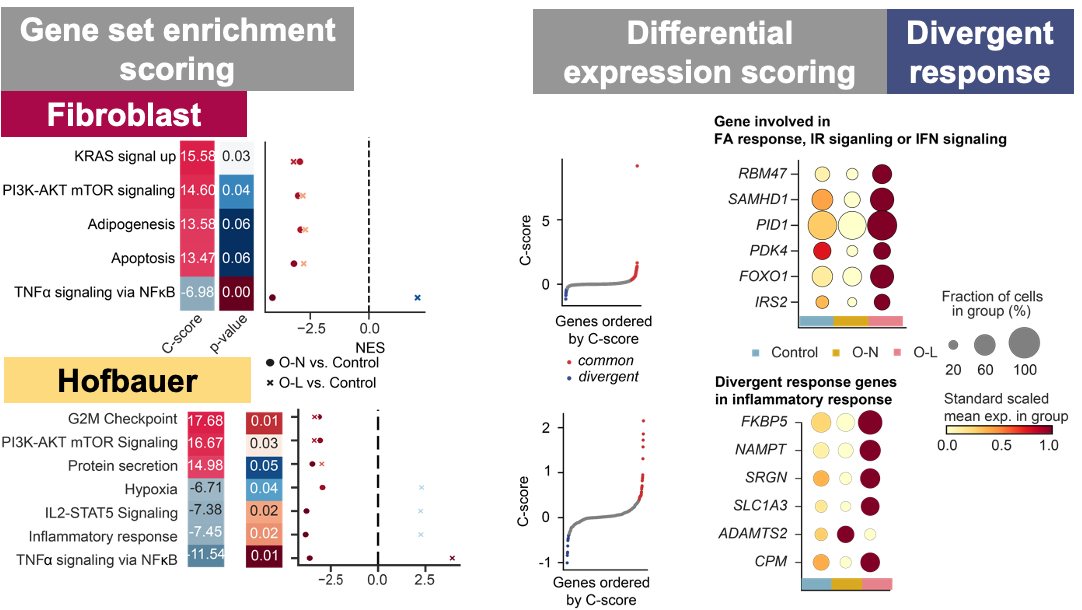 Gene set enrichment
scoring
Differential
expression scoring
Divergent
response
Fibroblast
KRAS signal up 15.58 0.03
PI3K-AKT mTOR signaling 14.60 0.04
Adipogenesis 13.58 0.06
Apoptosis 13.47 0.06
TNFα signaling via NFκB -6.98 0.00
C-score
p-value
−2.5 0.0
NES
O-N vs. Control
O-L vs. Control
C-score
5
0
Genes ordered
by C-score
common
divergent
Gene involved in
FA response, IR siganling or IFN signaling
RBM47
SAMHD1
PID1
PDK4
FOXO1
IRS2
Control O-N O-L
Fraction of cells
in group (%)
20 60 100
Standard scaled
mean exp. in group
0.0 0.5 1.0
Hofbauer
G2M Checkpoint 17.68 0.01
PI3K-AKT mTOR Signaling 16.67 0.03
Protein secretion 14.98 0.05
Hypoxia -6.71 0.04
IL2-STAT5 Signaling -7.38 0.02
Inflammatory response -7.45 0.02
TNFα signaling via NFκB -11.54 0.01
−2.5 0.0 2.5
C-score
2
1
0
-1
Genes ordered
by C-score
Divergent response genes
in inflammatory response
FKBP5
NAMPT
SRGN
SLC1A3
ADAMTS2
CPM